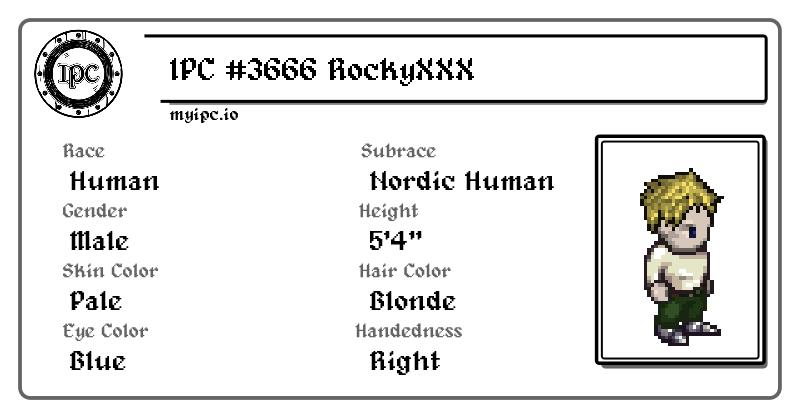 IPC
IPC #3666 RockyXXX
myipc.io
Race
Human
Subrace
Nordic Human
Gender
Male
Height
5'4"
Skin Color
Pale
Hair Color
Blonde
Eye Color
Blue
Handedness
Right